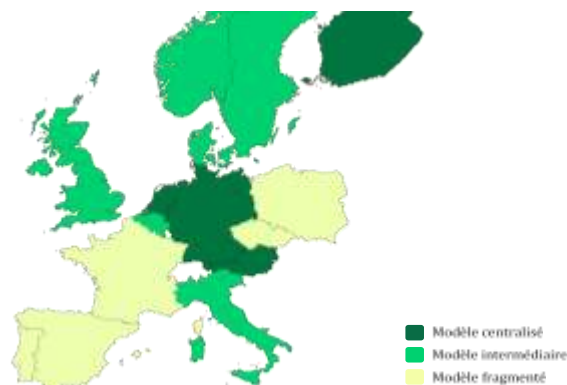 Modèle centralisé
Modèle intermédiaire
Modèle fragmenté